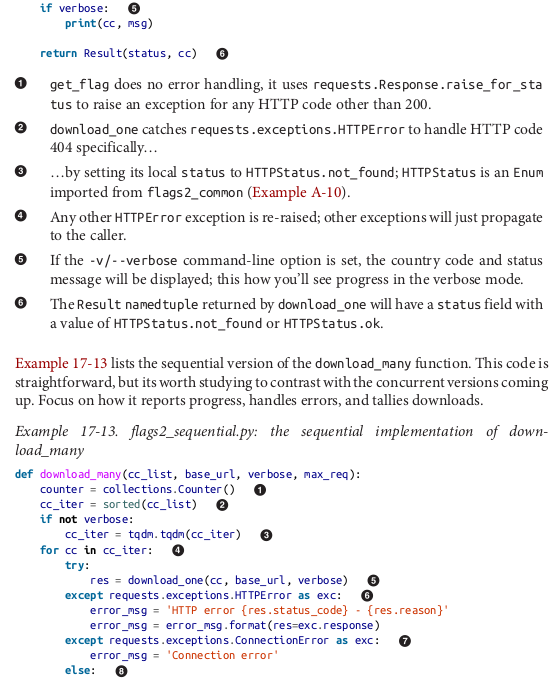 if verbose:   ❺
        print(cc, msg)

    return Result(status, cc)   ❻
❶ get_flag does no error handling, it uses requests.Response.raise_for_sta
tus to raise an exception for any HTTP code other than 200.
❷ download_one catches requests.exceptions.HTTPError to handle HTTP code
404 specifically…
❸ …by setting its local status to HTTPStatus.not_found; HTTPStatus is an Enum
imported from flags2_common (Example A-10).
❹ Any other HTTPError exception is re-raised; other exceptions will just propagate
to the caller.
❺ If the -v/--verbose command-line option is set, the country code and status
message will be displayed; this how you'll see progress in the verbose mode.
❻ The Result namedtuple returned by download_one will have a status field with
a value of HTTPStatus.not_found or HTTPStatus.ok.
Example 17-13 lists the sequential version of the download_many function. This code is
straightforward, but its worth studying to contrast with the concurrent versions coming
up. Focus on how it reports progress, handles errors, and tallies downloads.
Example 17-13. flags2_sequential.py: the sequential implementation of down‐
load_many
def download_many(cc_list, base_url, verbose, max_req):
    counter = collections.Counter()   ❶
    cc_iter = sorted(cc_list)   ❷
    if not verbose:
        cc_iter = tqdm.tqdm(cc_iter)   ❸
    for cc in cc_iter:   ❹
        try:
            res = download_one(cc, base_url, verbose)   ❺
        except requests.exceptions.HTTPError as exc:   ❻
            error_msg = 'HTTP error {res.status_code} - {res.reason}'
            error_msg = error_msg.format(res=exc.response)
        except requests.exceptions.ConnectionError as exc:   ❼
            error_msg = 'Connection error'
        else:   ❽